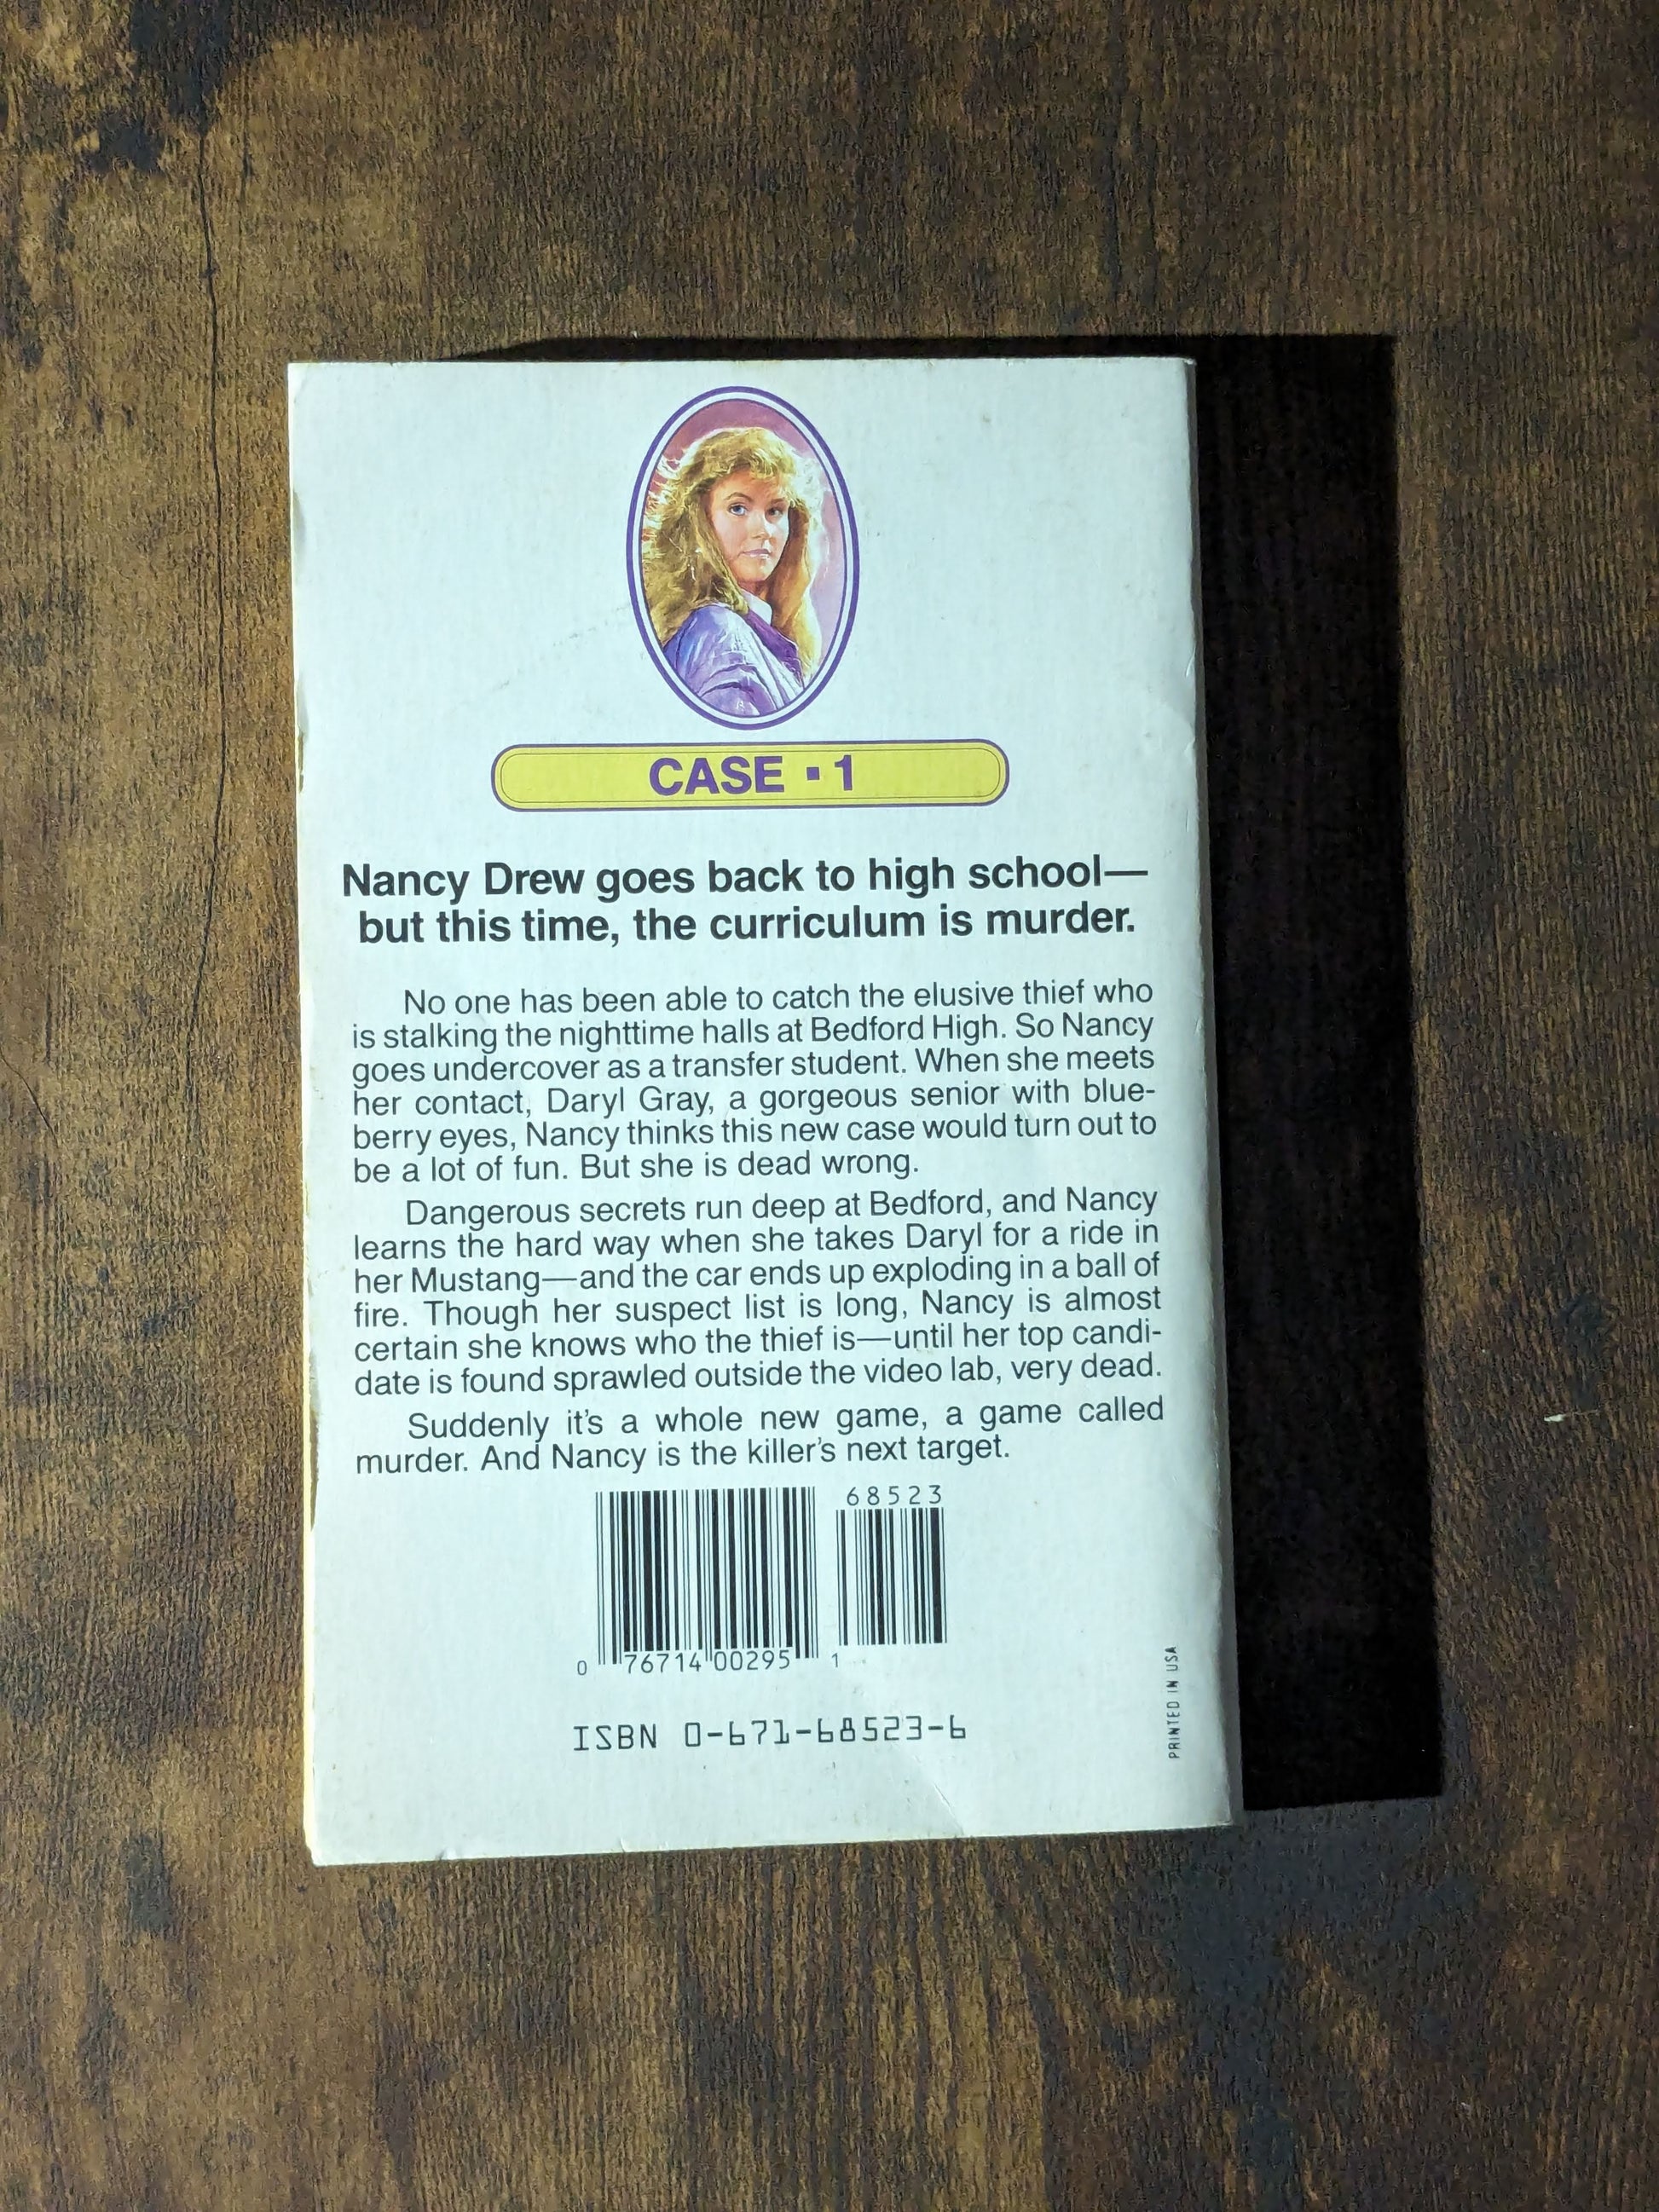 CASE ▪ 1
Nancy Drew goes back to high school—
but this time, the curriculum is murder.
No one has been able to catch the elusive thief who
is stalking the nighttime halls at Bedford High. So Nancy
goes undercover as a transfer student. When she meets
her contact, Daryl Gray, a gorgeous senior with blue-
berry eyes, Nancy thinks this new case would turn out to
be a lot of fun. But she is dead wrong.
Dangerous secrets run deep at Bedford, and Nancy
learns the hard way when she takes Daryl for a ride in
her Mustang—and the car ends up exploding in a ball of
fire. Though her suspect list is long, Nancy is almost
certain she knows who the thief is—until her top candi-
date is found sprawled outside the video lab, very dead.
Suddenly it's a whole new game, a game called
murder. And Nancy is the killer's next target.
68523
0 76714 00295 1
ISBN 0-671-68523-6
PRINTED IN USA